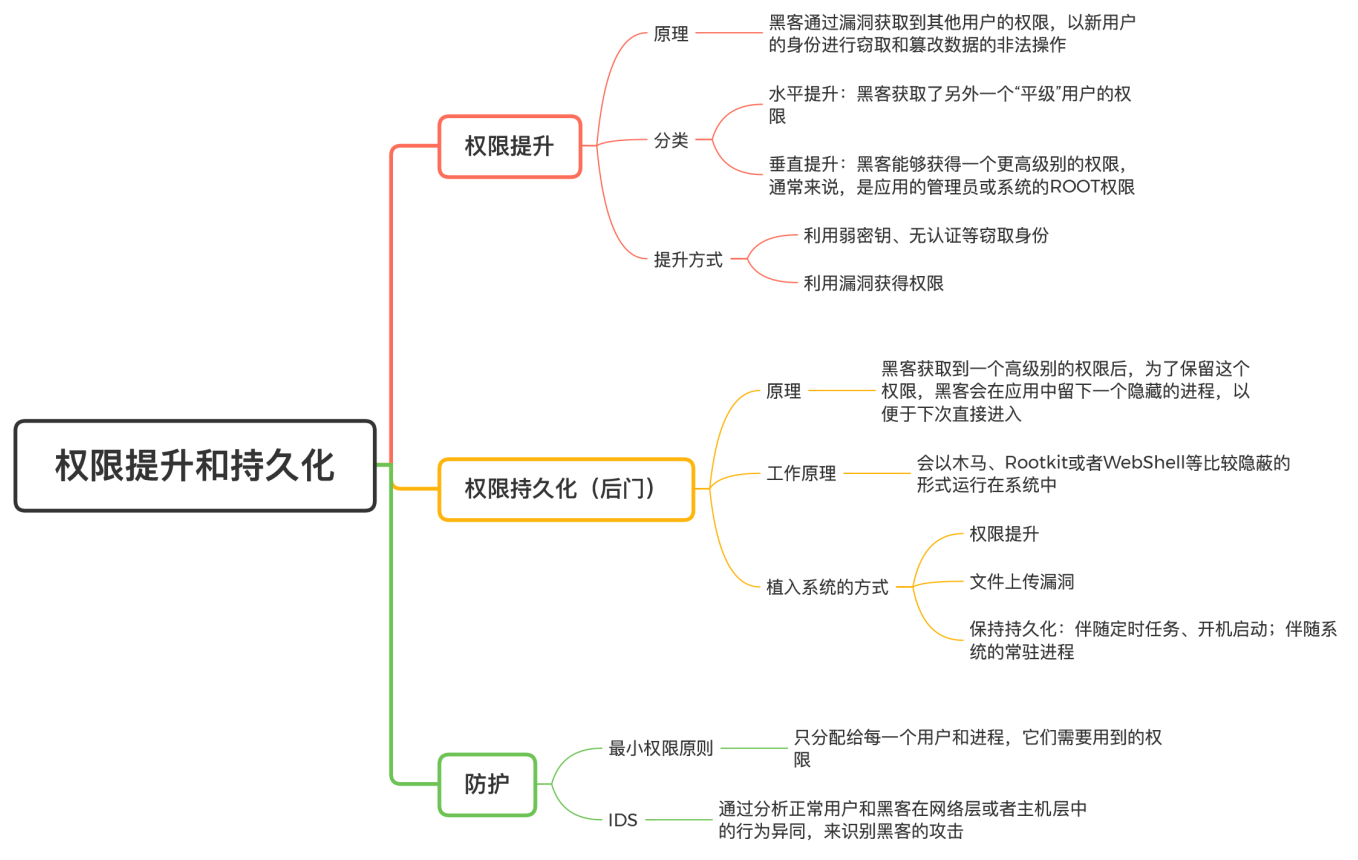 权限提升和持久化
权限提升
原理
黑客通过漏洞获取到其他用户的权限，以新用户
的身份进行窃取和篡改数据的非法操作
分类
水平提升：黑客获取了另外一个“平级”用户的权
限
垂直提升：黑客能够获得一个更高级别的权限，
通常来说，是应用的管理员或系统的ROOT权限
提升方式
利用弱密钥、无认证等窃取身份
利用漏洞获得权限
权限持久化（后门）
原理
黑客获取到一个高级别的权限后，为了保留这个
权限，黑客会在应用中留下一个隐藏的进程，以
便于下次直接进入
工作原理
会以木马、Rootkit或者WebShell等比较隐蔽的
形式运行在系统中
植入系统的方式
权限提升
文件上传漏洞
保持持久化：伴随定时任务、开机启动；伴随系
统的常驻进程
防护
最小权限原则
只分配给每一个用户和进程，它们需要用到的权
限
IDS
通过分析正常用户和黑客在网络层或者主机层中
的行为异同，来识别黑客的攻击